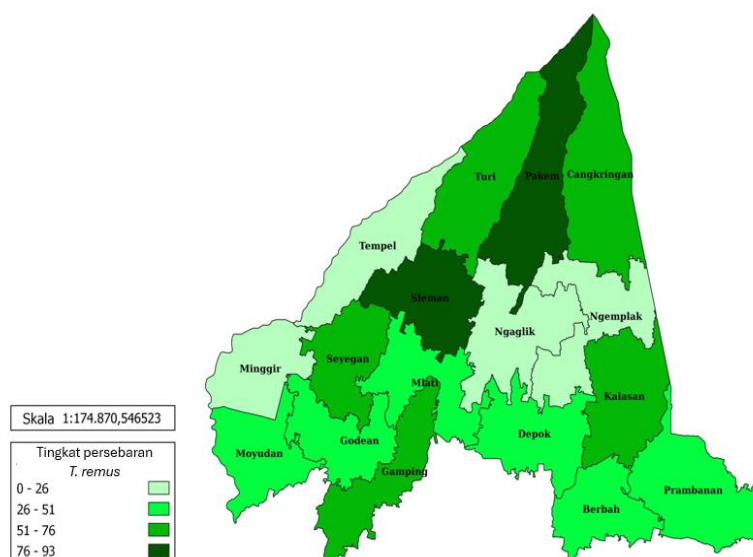 Turi
Pakem
Cangkringan
Tempel
Sleman
Ngaglik
Ngemplak
Minggir
Seyegan
Mlati
Kalasan
Moyudan
Godean
Gamping
Depok
Berbah
Prambanan
Skala 1:174.870,546523
Tingkat persebaran
T. remus
0 - 26
26 - 51
51 - 76
76 - 93